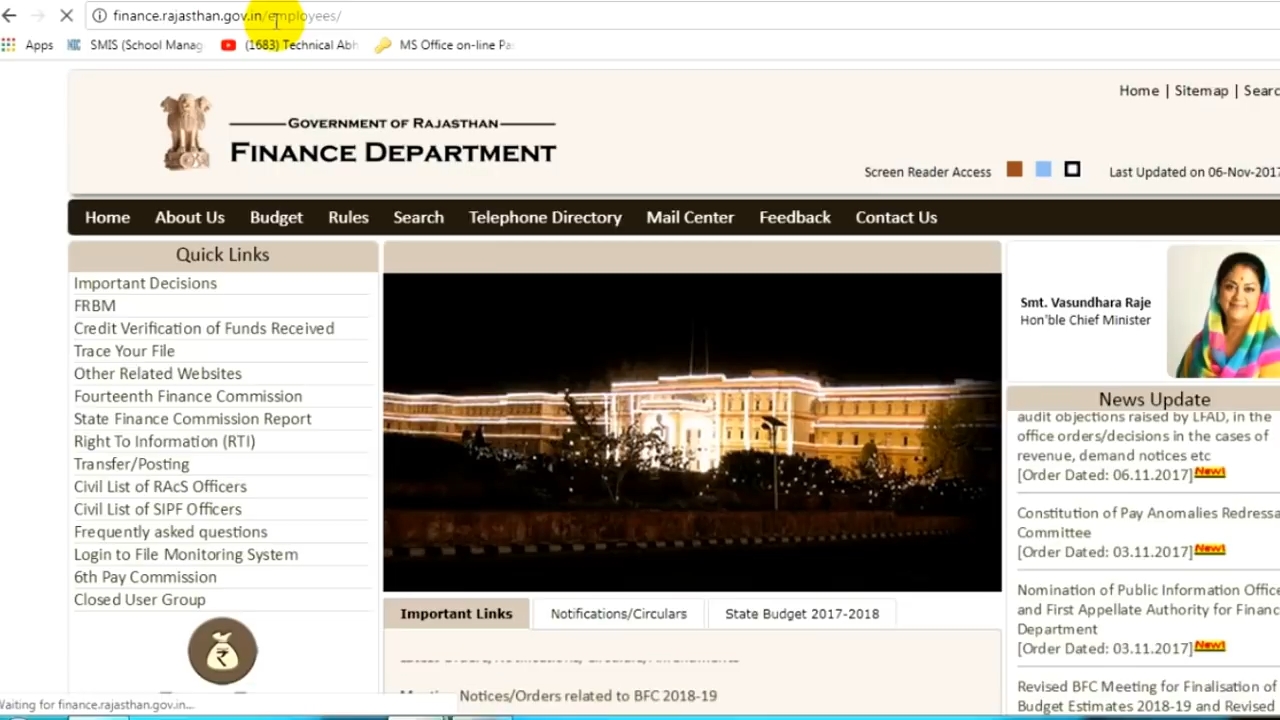 finance.rajasthan.gov.in/employees/
Apps
SMIS (School Manag
(1683) Technical Abh
MS Office on-line Pa
Home | Sitemap | Searc
GOVERNMENT OF RAJASTHAN
FINANCE DEPARTMENT
Screen Reader Access
Last Updated on 06-Nov-2017
Home About Us Budget Rules Search Telephone Directory Mail Center Feedback Contact Us
Quick Links
Important Decisions
FRBM
Credit Verification of Funds Received
Trace Your File
Other Related Websites
Fourteenth Finance Commission
State Finance Commission Report
Right To Information (RTI)
Transfer/Posting
Civil List of RAcS Officers
Civil List of SIPF Officers
Frequently asked questions
Login to File Monitoring System
6th Pay Commission
Closed User Group
Smt. Vasundhara Raje
Hon'ble Chief Minister
News Update
audit objections raised by LFAD, in the
office orders/decisions in the cases of
revenue, demand notices etc
[Order Dated: 06.11.2017] New!
Constitution of Pay Anomalies Redressa
Committee
[Order Dated: 03.11.2017] New!
Nomination of Public Information Office
and First Appellate Authority for Financ
Department
[Order Dated: 03.11.2017] New!
Revised BFC Meeting for Finalisation of
Budget Estimates 2018-19 and Revised
Important Links
Notifications/Circulars
State Budget 2017-2018
Notices/Orders related to BFC 2018-19
Waiting for finance.rajasthan.gov.in...